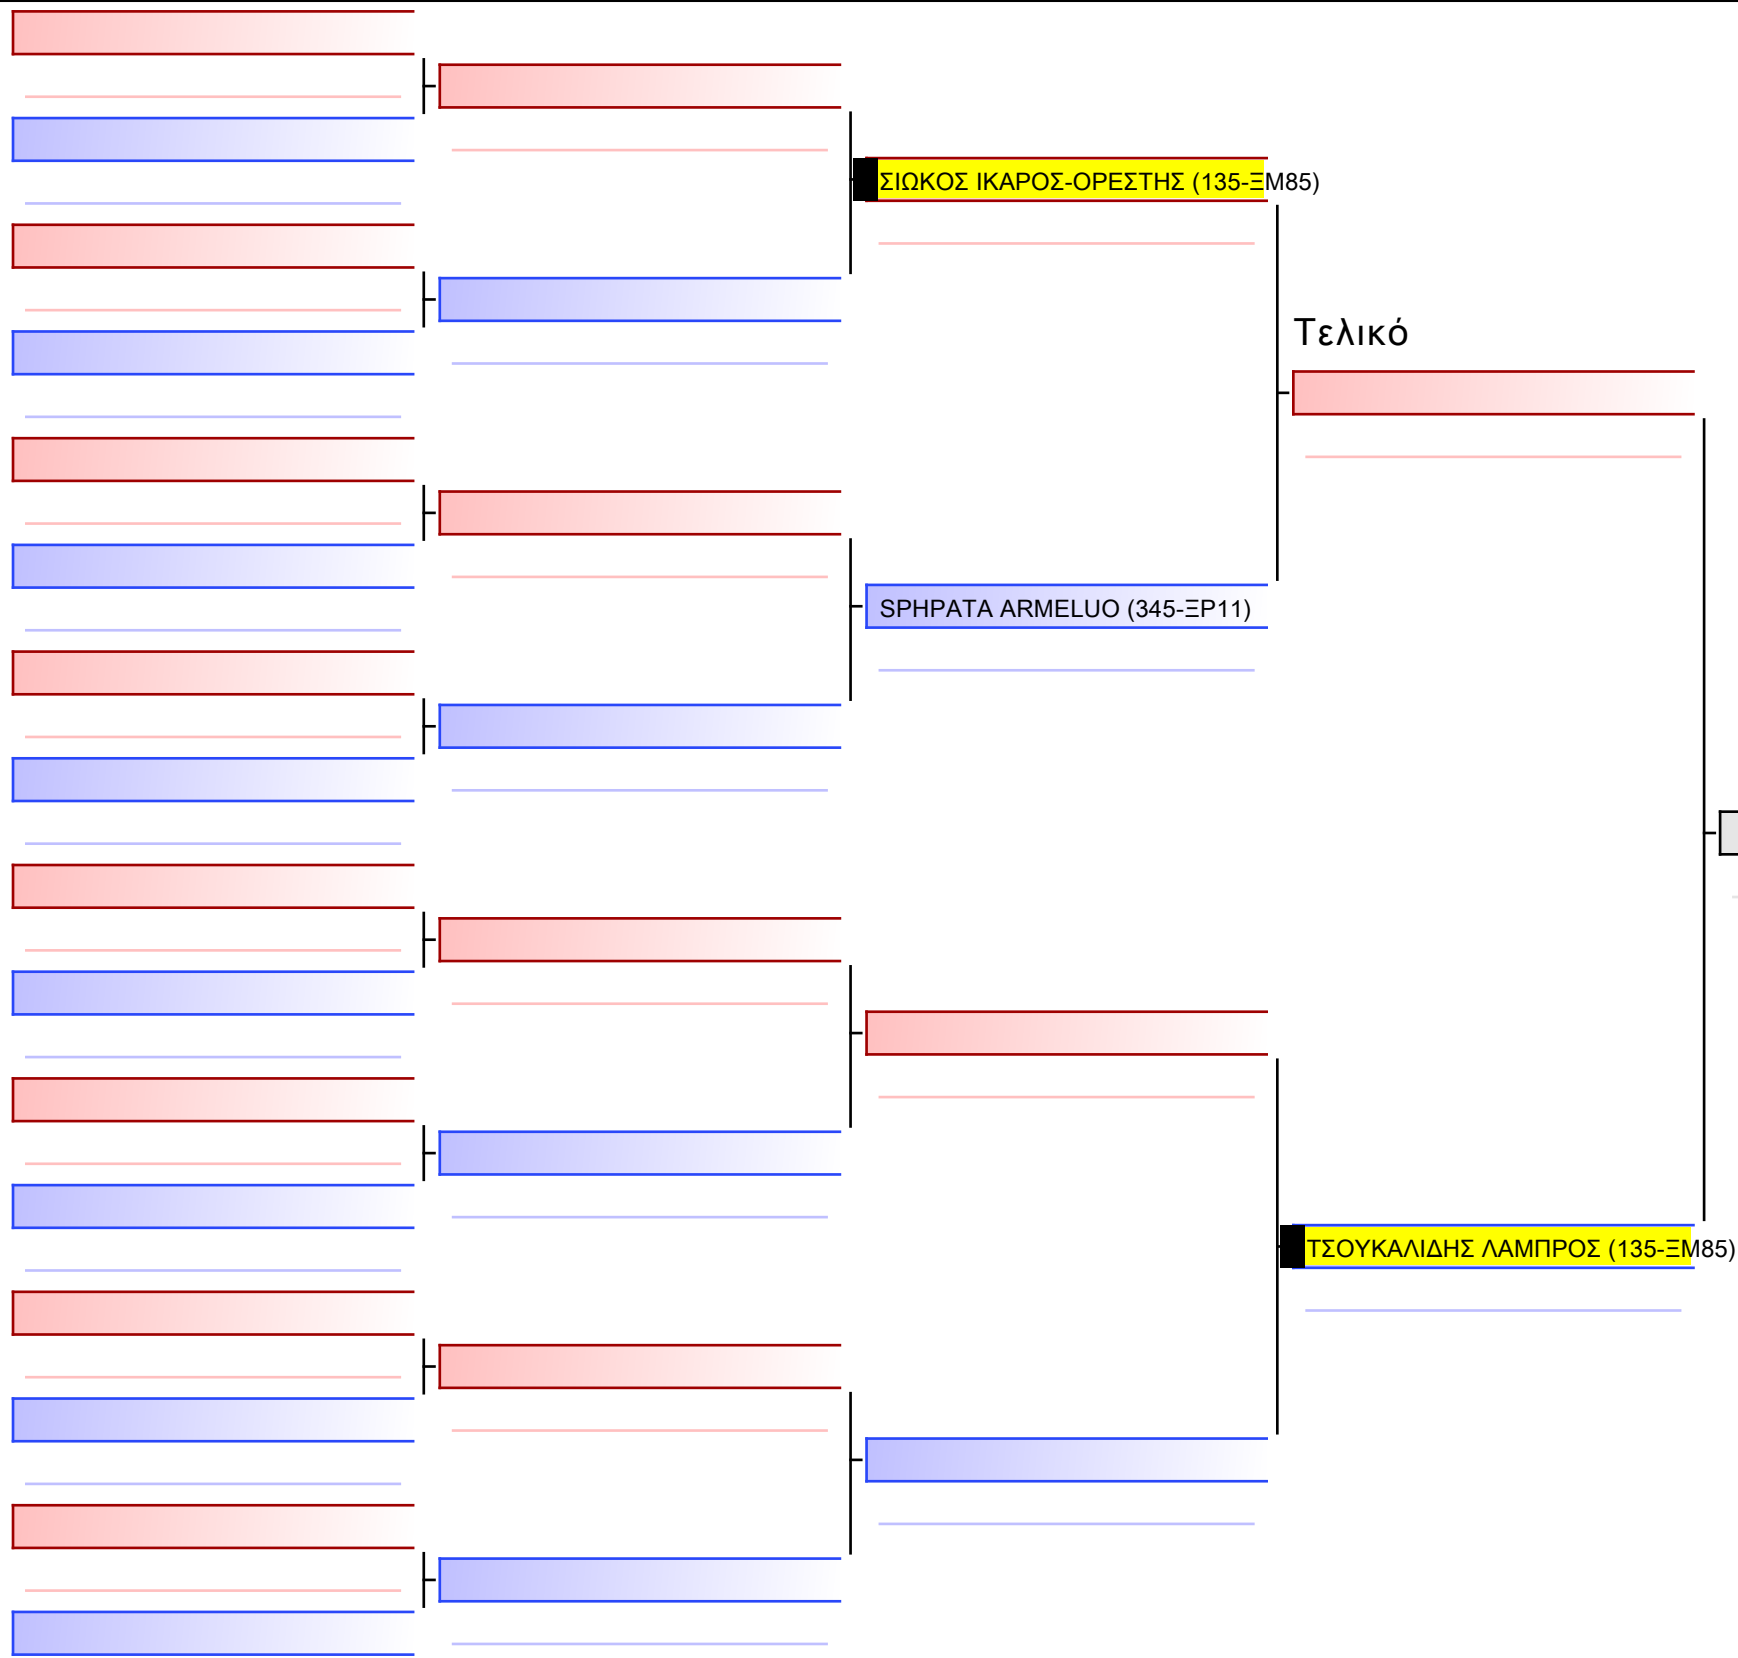 ΣΙΩΚΟΣ ΙΚΑΡΟΣ-ΟΡΕΣΤΗΣ (135-ΞΜ85)
Τελικό
SPHPATA ARMELUO (345-ΞΡ11)
ΤΣΟΥΚΑΛΙΔΗΣ ΛΑΜΠΡΟΣ (135-ΞΜ85)